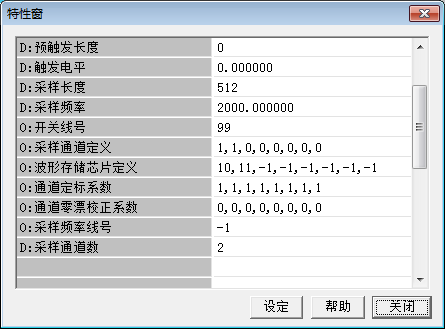 特性窗
D:预触发长度 0
D:触发电平 0.000000
D:采样长度 512
D:采样频率 2000.000000
O:开关线号 99
O:采样通道定义 1,1,0,0,0,0,0,0
O:波形存储芯片定义 10,11,-1,-1,-1,-1,-1,-1
O:通道定标系数 1,1,1,1,1,1,1,1
O:通道零漂校正系数 0,0,0,0,0,0,0,0
O:采样频率线号 -1
D:采样通道数 2
设定 帮助 关闭